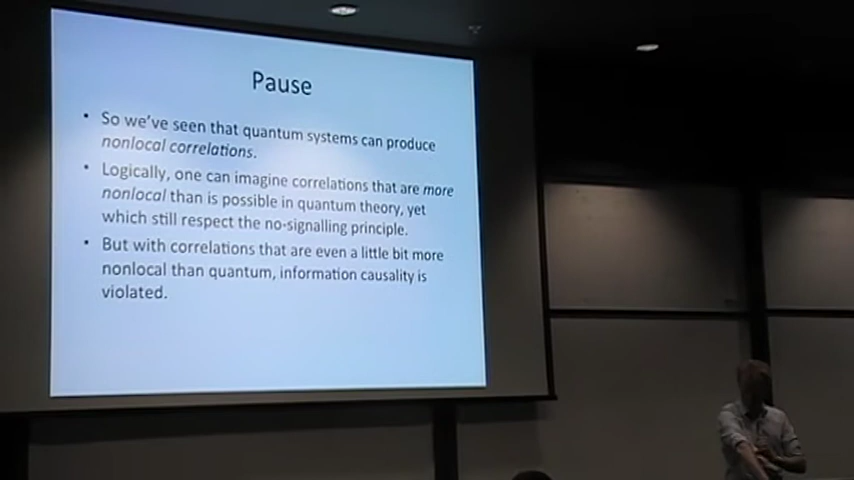 Pause
• So we've seen that quantum systems can produce
nonlocal correlations.
• Logically, one can imagine correlations that are more
nonlocal than is possible in quantum theory, yet
which still respect the no-signalling principle.
• But with correlations that are even a little bit more
nonlocal than quantum, information causality is
violated.